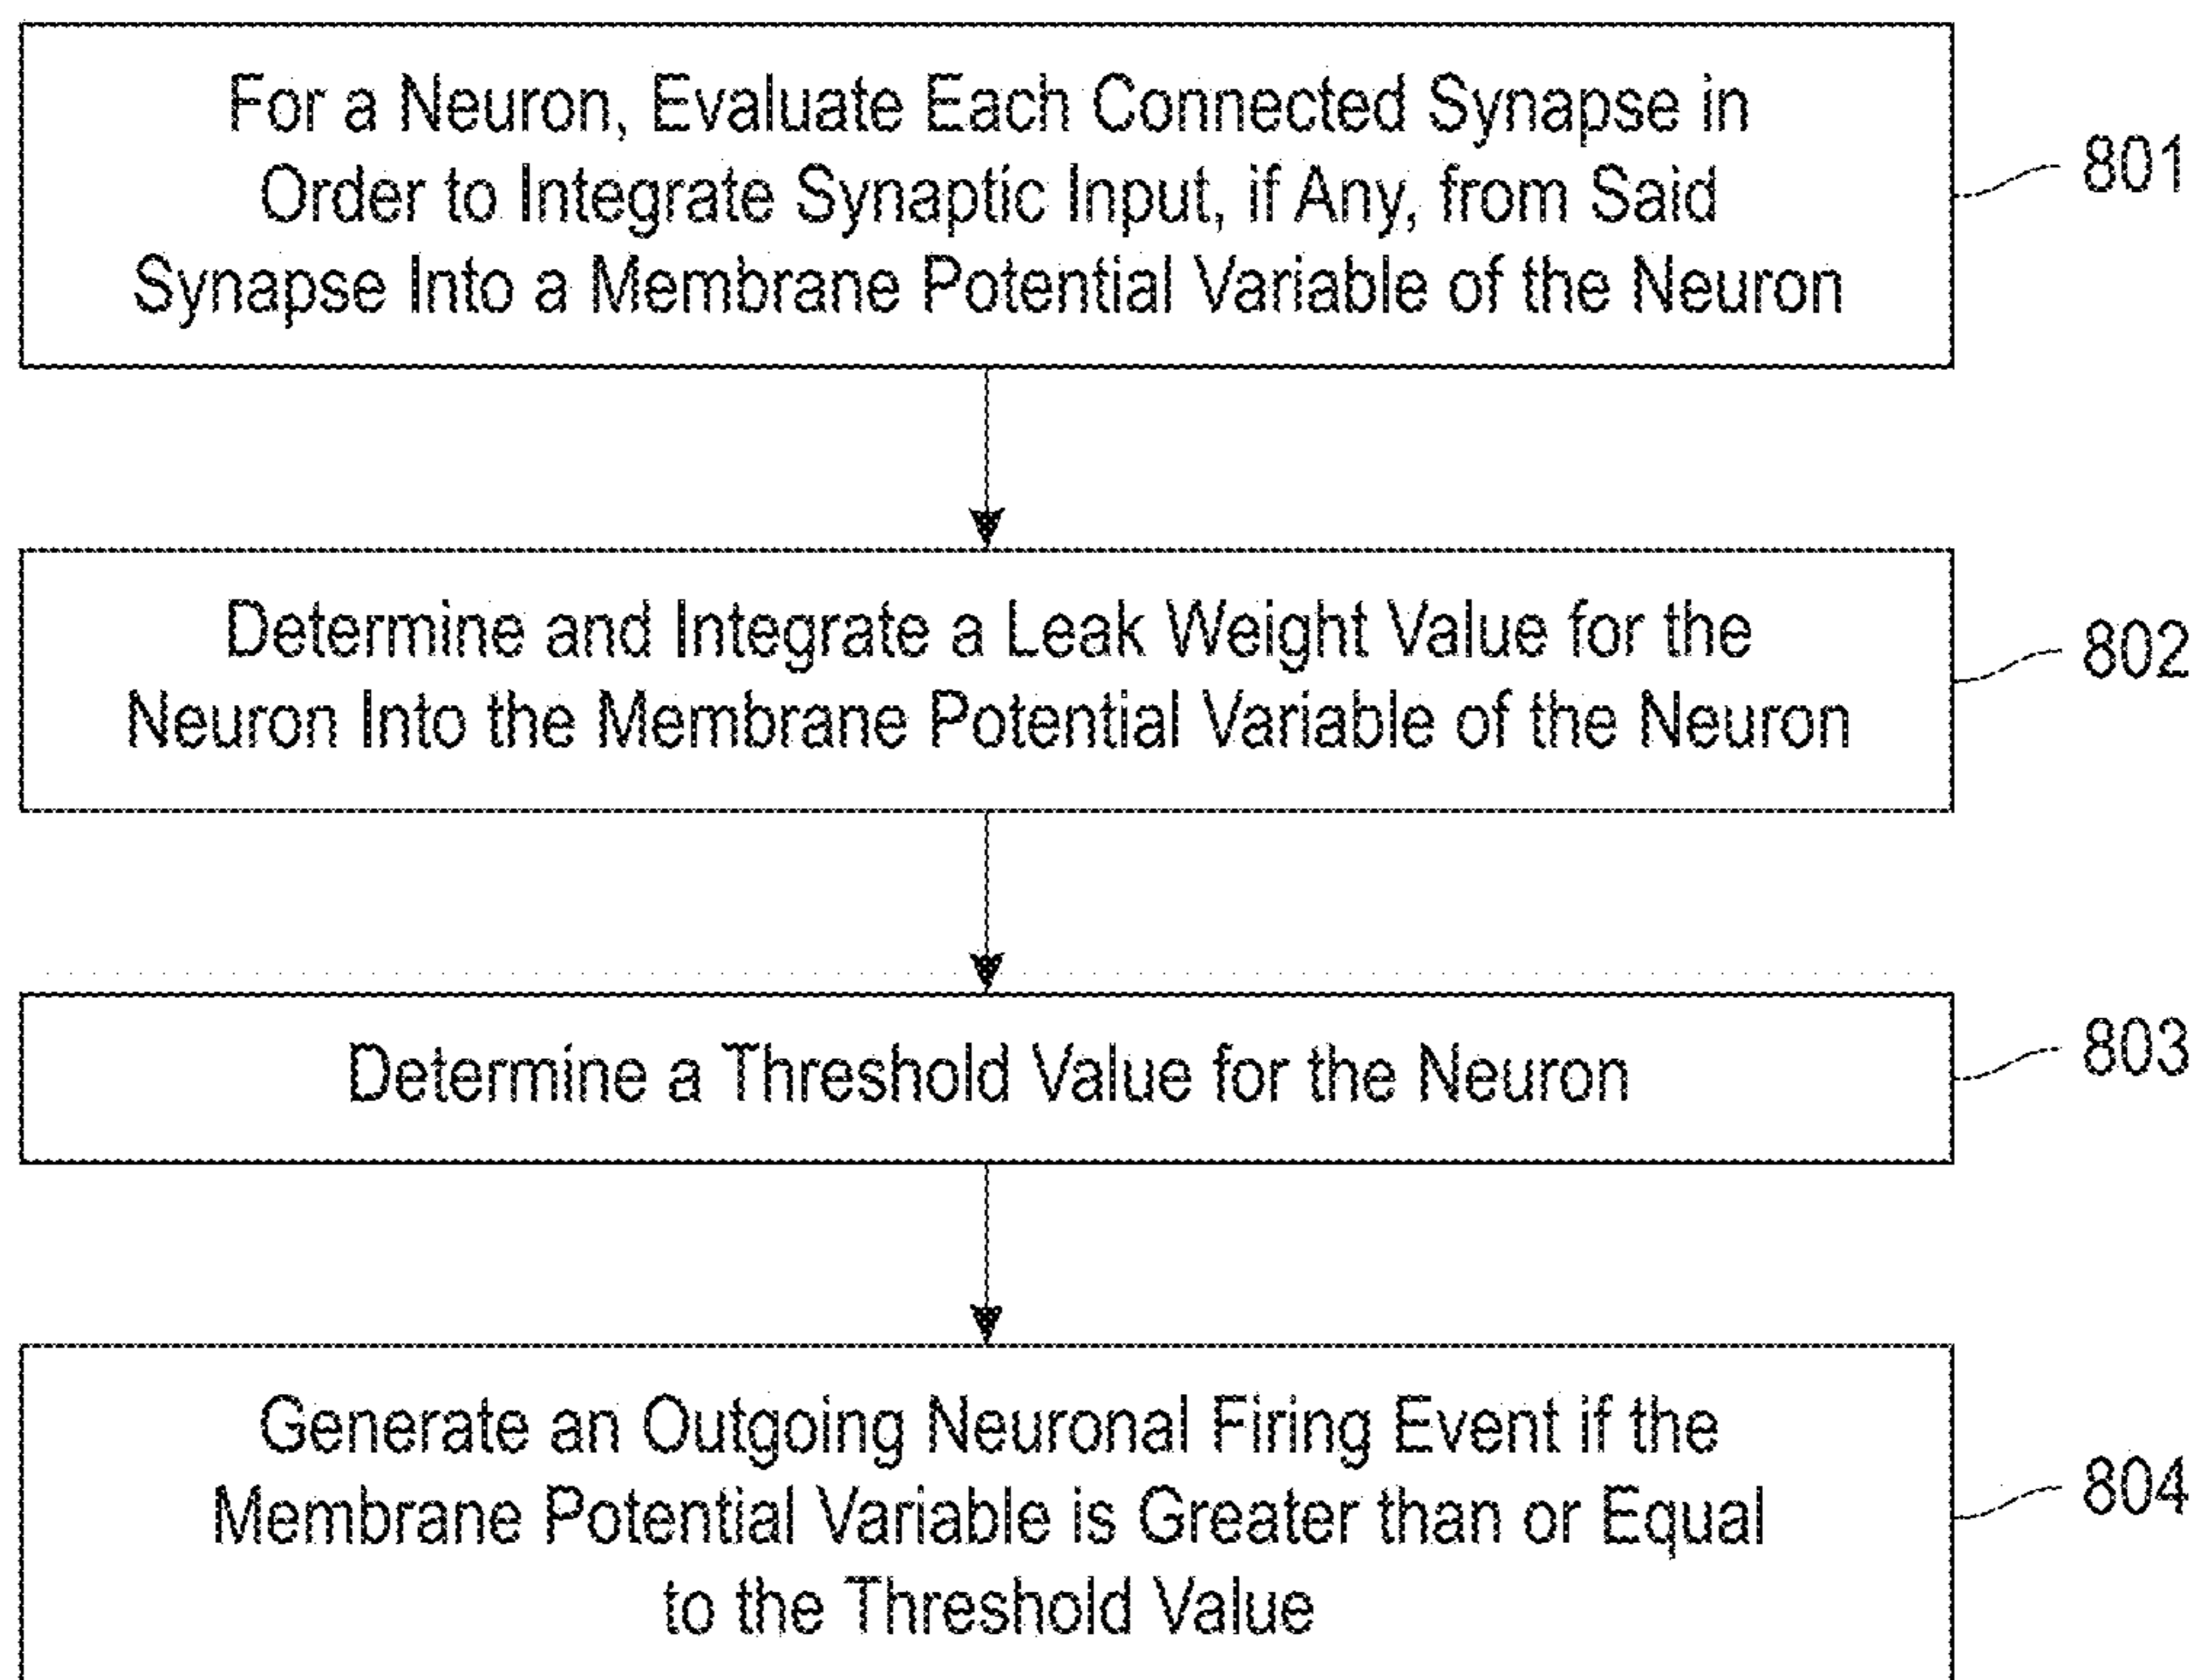 For a Neuron, Evaluate Each Connected Synapse in
Order to Integrate Synaptic Input, if Any, from Said
Synapse Into a Membrane Potential Variable of the Neuron
801
Determine and Integrate a Leak Weight Value for the
Neuron Into the Membrane Potential Variable of the Neuron
802
Determine a Threshold Value for the Neuron
803
Generate an Outgoing Neuronal Firing Event if the
Membrane Potential Variable is Greater than or Equal
to the Threshold Value
804